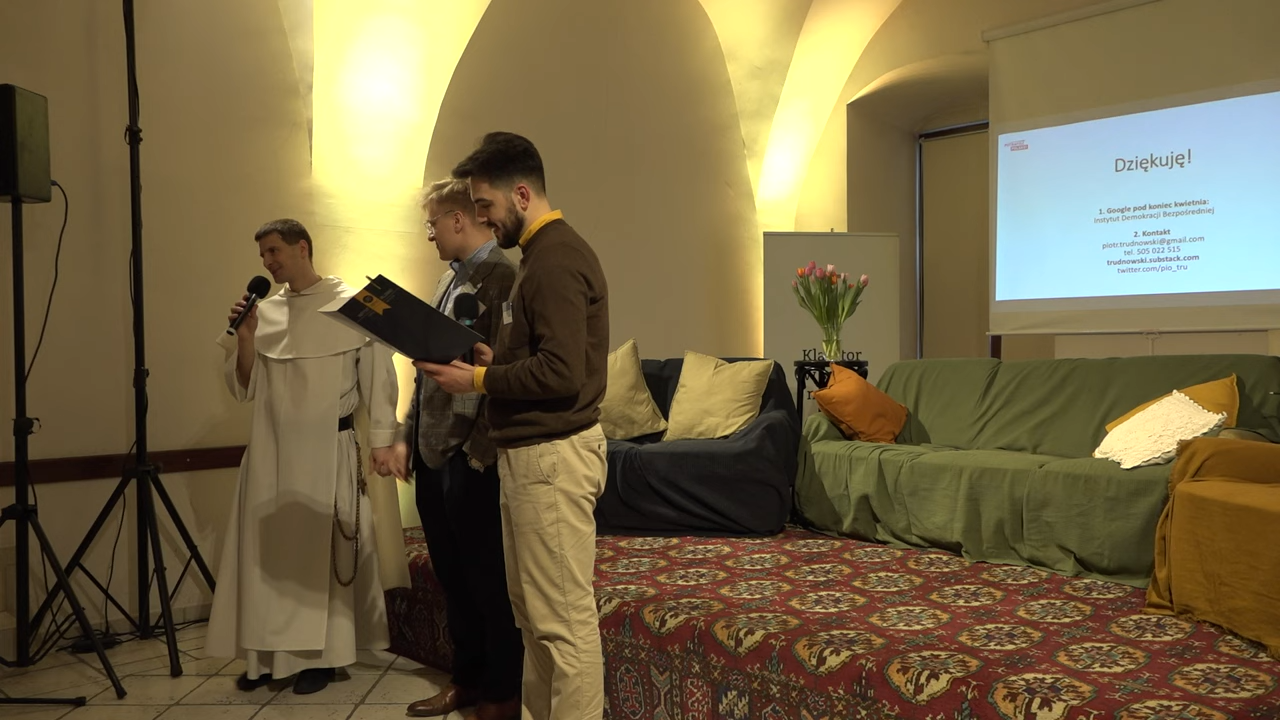 Dziękuję!
1. Google pod koniec kwietnia:
Instytut Demokracji Bezpośredniej
2. Kontakt
piotr.trudnowski@gmail.com
tel. 505 022 515
trudnowski.substack.com
twitter.com/pio_tru